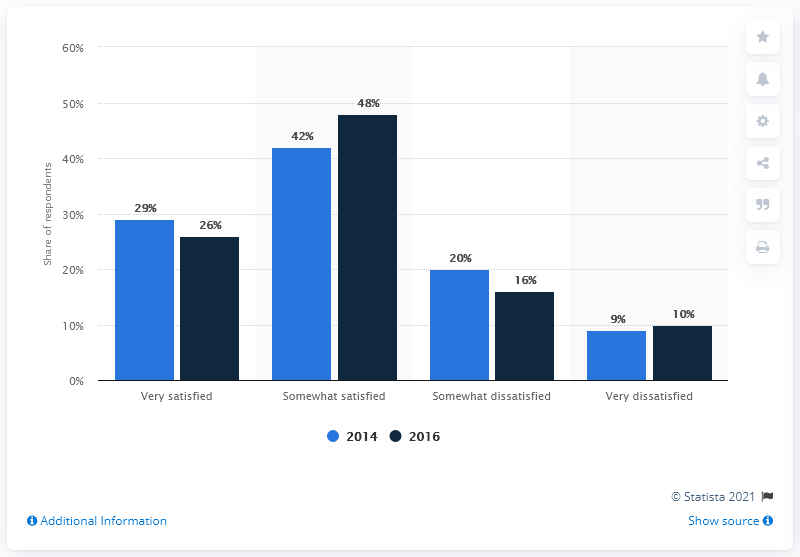 60%
50%
40%
30%
20%
10%
0%
Share of respondents
29%
26%
42%
48%
20%
16%
9%
10%
Very satisfied
Somewhat satisfied
Somewhat dissatisfied
Very dissatisfied
2014
2016
© Statista 2021
Additional Information
Show source